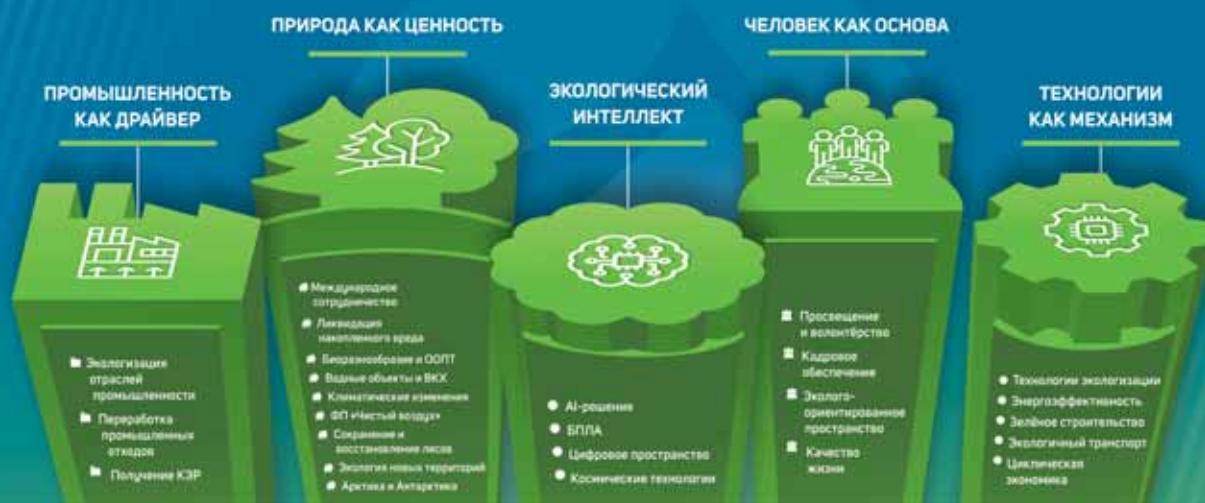 ПРИРОДА КАК ЦЕННОСТЬ
ЧЕЛОВЕК КАК ОСНОВА
ПРОМЫШЛЕННОСТЬ
КАК ДРАЙВЕР
ЭКОЛОГИЧЕСКИЙ
ИНТЕЛЛЕКТ
ТЕХНОЛОГИИ
КАК МЕХАНИЗМ
Экологизация
отраслей
промышленности
Переработка
промышленных
отходов
Получение КЭР
Международное
сотрудничество
Ликвидация
накопленного вреда
Биоразнообразие и ООПТ
Водные объекты и ВКХ
Климатические изменения
ФП «Чистый воздух»
Сохранение и
восстановление лесов
Экология новых территорий
Арктика и Антарктика
AI-решения
БПЛА
Цифровое пространство
Космические технологии
Просвещение
и волонтёрство
Кадровое
обеспечение
Эколого-
ориентированное
пространство
Качество
жизни
Технологии экологизации
Энергоэффективность
Зелёное строительство
Экологичный транспорт
Циклическая
экономика